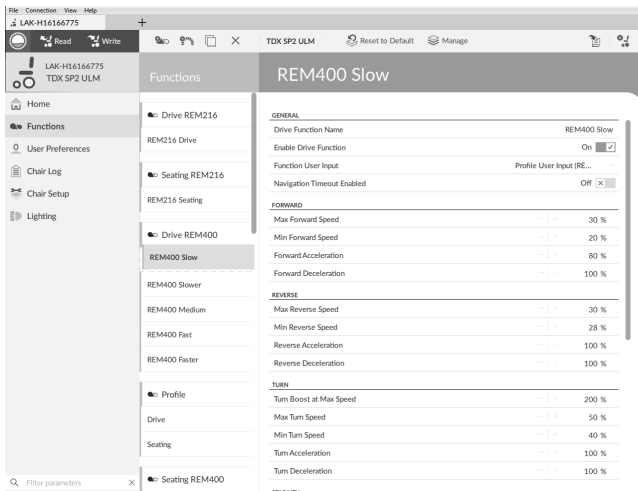 File Connection View Help
LAK-H16166775
+
Read Write TDX SP2 ULM Reset to Default Manage
LAK-H16166775
TDX SP2 ULM
Home
Functions
User Preferences
Chair Log
Chair Setup
Lighting
Filter parameters
Functions
Drive REM216
REM216 Drive
Seating REM216
REM216 Seating
Drive REM400
REM400 Slow
REM400 Slower
REM400 Medium
REM400 Fast
REM400 Faster
Profile
Drive
Seating
Seating REM400
REM400 Slow
GENERAL
Drive Function Name REM400 Slow
Enable Drive Function On
Function User Input Profile User Input (RE...
Navigation Timeout Enabled Off
FORWARD
Max Forward Speed 30 %
Min Forward Speed 20 %
Forward Acceleration 80 %
Forward Deceleration 100 %
REVERSE
Max Reverse Speed 30 %
Min Reverse Speed 28 %
Reverse Acceleration 100 %
Reverse Deceleration 100 %
TURN
Turn Boost at Max Speed 200 %
Max Turn Speed 50 %
Min Turn Speed 40 %
Turn Acceleration 100 %
Turn Deceleration 100 %